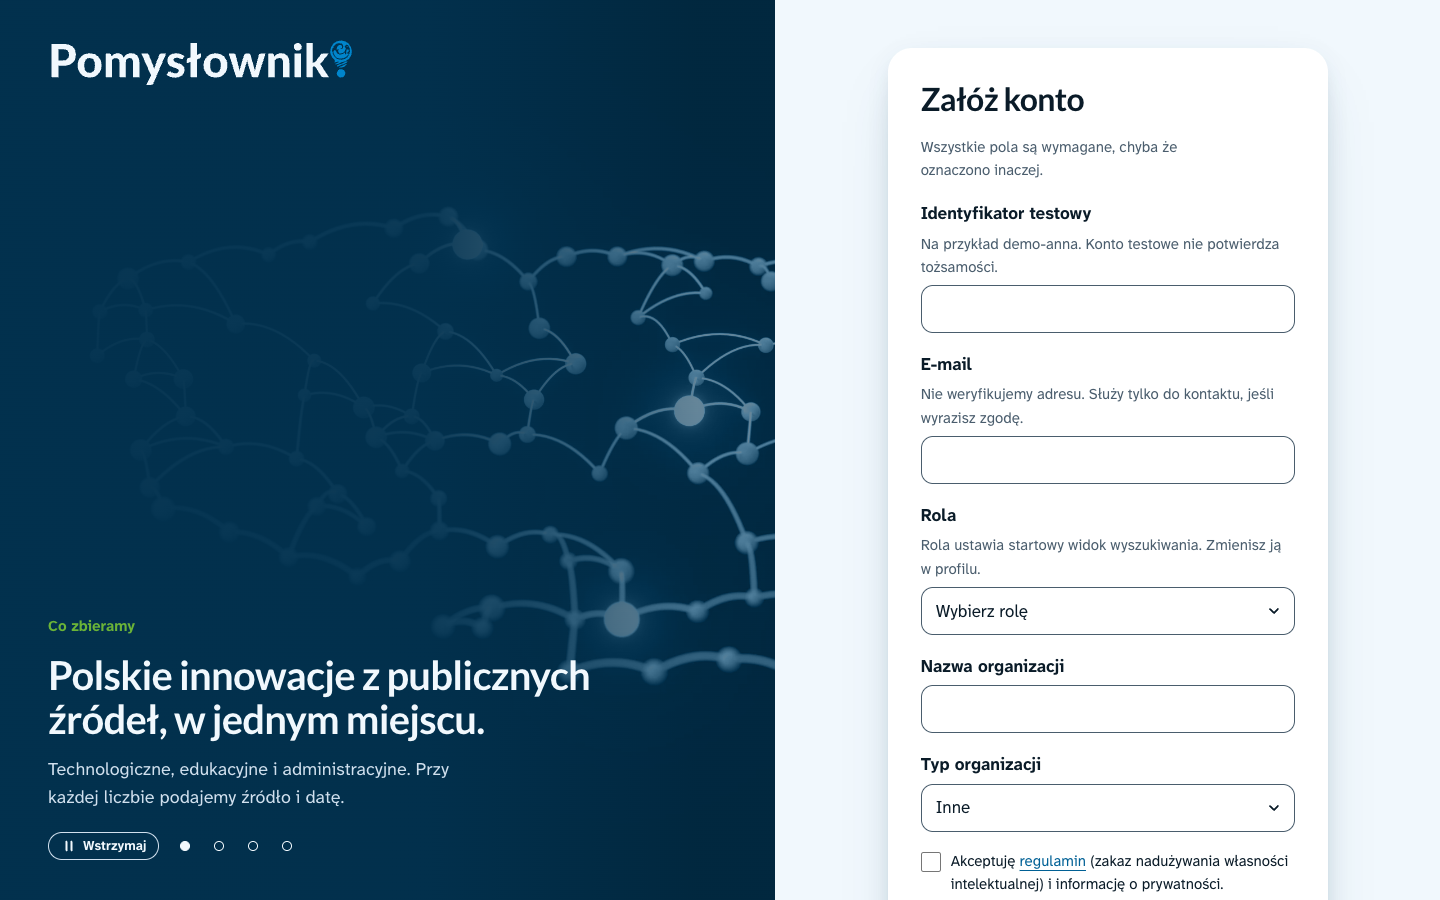 Pomysłownik
Co zbieramy
Polskie innowacje z publicznych
źródeł, w jednym miejscu.
Technologiczne, edukacyjne i administracyjne. Przy
każdej liczbie podajemy źródło i datę.
Wstrzymaj
Załóż konto
Wszystkie pola są wymagane, chyba że
oznaczono inaczej.
Identyfikator testowy
Na przykład demo-anna. Konto testowe nie potwierdza
tożsamości.
E-mail
Nie weryfikujemy adresu. Służy tylko do kontaktu, jeśli
wyrazisz zgodę.
Rola
Rola ustawia startowy widok wyszukiwania. Zmienisz ją
w profilu.
Wybierz rolę
Nazwa organizacji
Typ organizacji
Inne
Akceptuję regulamin (zakaz nadużywania własności
intelektualnej) i informację o prywatności.